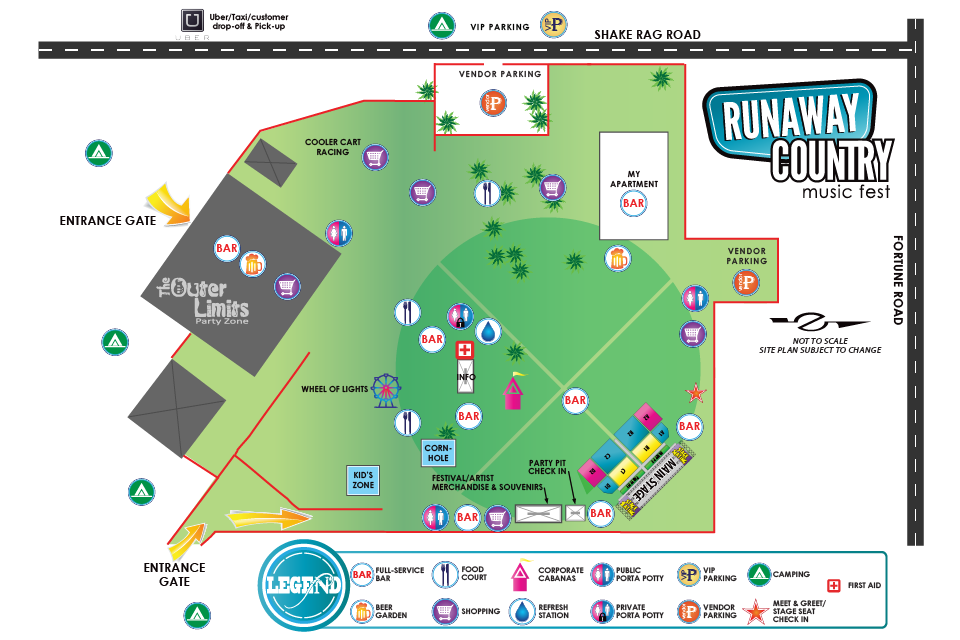 Uber/Taxi/customer
drop-off & Pick-up
UBER
VIP PARKING
P
SHAKE RAG ROAD
VENDOR PARKING
P
RUNAWAY
COUNTRY
music fest
COOLER CART
RACING
MY
APARTMENT
BAR
ENTRANCE GATE
BAR
The Outer
Limits
Party Zone
VENDOR
PARKING
P
FORTUNE ROAD
NOT TO SCALE
SITE PLAN SUBJECT TO CHANGE
BAR
INFO
WHEEL OF LIGHTS
BAR
BAR
BAR
CORN-
HOLE
KID'S
ZONE
PARTY PIT
CHECK IN
FESTIVAL/ARTIST
MERCHANDISE & SOUVENIRS
MAIN STAGE
BAR
BAR
ENTRANCE
GATE
LEGEND
BAR
FULL-SERVICE
BAR
FOOD
COURT
CORPORATE
CABANAS
PUBLIC
PORTA POTTY
P
VIP
PARKING
CAMPING
FIRST AID
BEER
GARDEN
SHOPPING
REFRESH
STATION
PRIVATE
PORTA POTTY
P
VENDOR
PARKING
MEET & GREET/
STAGE SEAT
CHECK IN